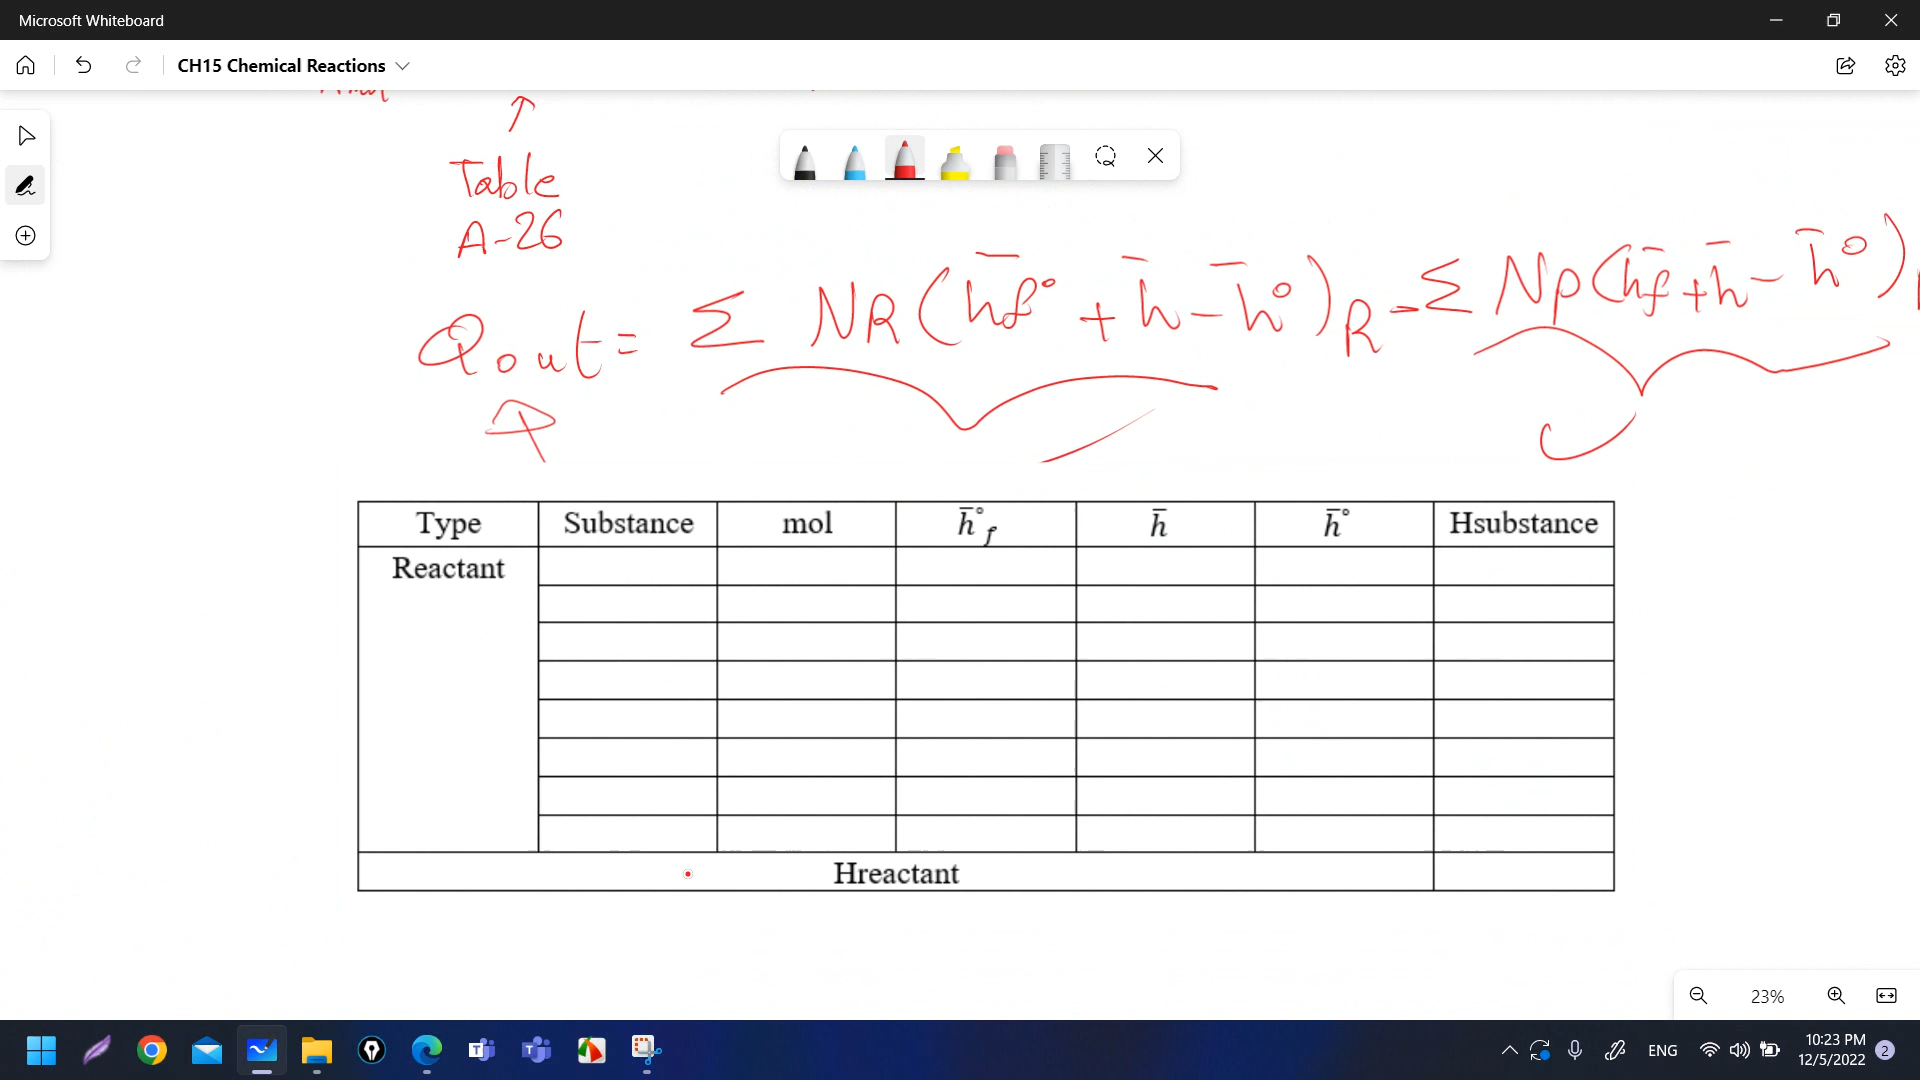 Microsoft Whiteboard
CH15 Chemical Reactions
Table
A-26
Qout = Σ NR (h̄f° + h̄ - h̄°)R - Σ Np (h̄f + h̄ - h̄°)
Type Substance mol h̄°f h̄ h̄° Hsubstance
Reactant
Hreactant
23%
ENG
10:23 PM
12/5/2022
2